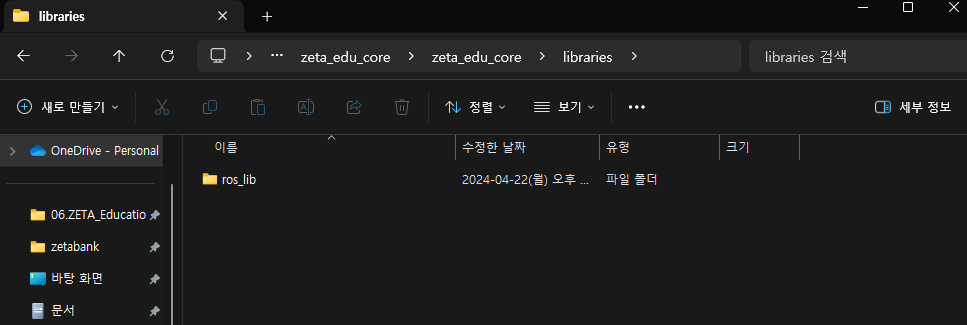 libraries
zeta_edu_core
zeta_edu_core
libraries
libraries 검색
새로 만들기
정렬
보기
세부 정보
OneDrive - Personal
이름
수정한 날짜
유형
크기
ros_lib
2024-04-22(월) 오후 ...
파일 폴더
06.ZETA_Educatio
zetabank
바탕 화면
문서